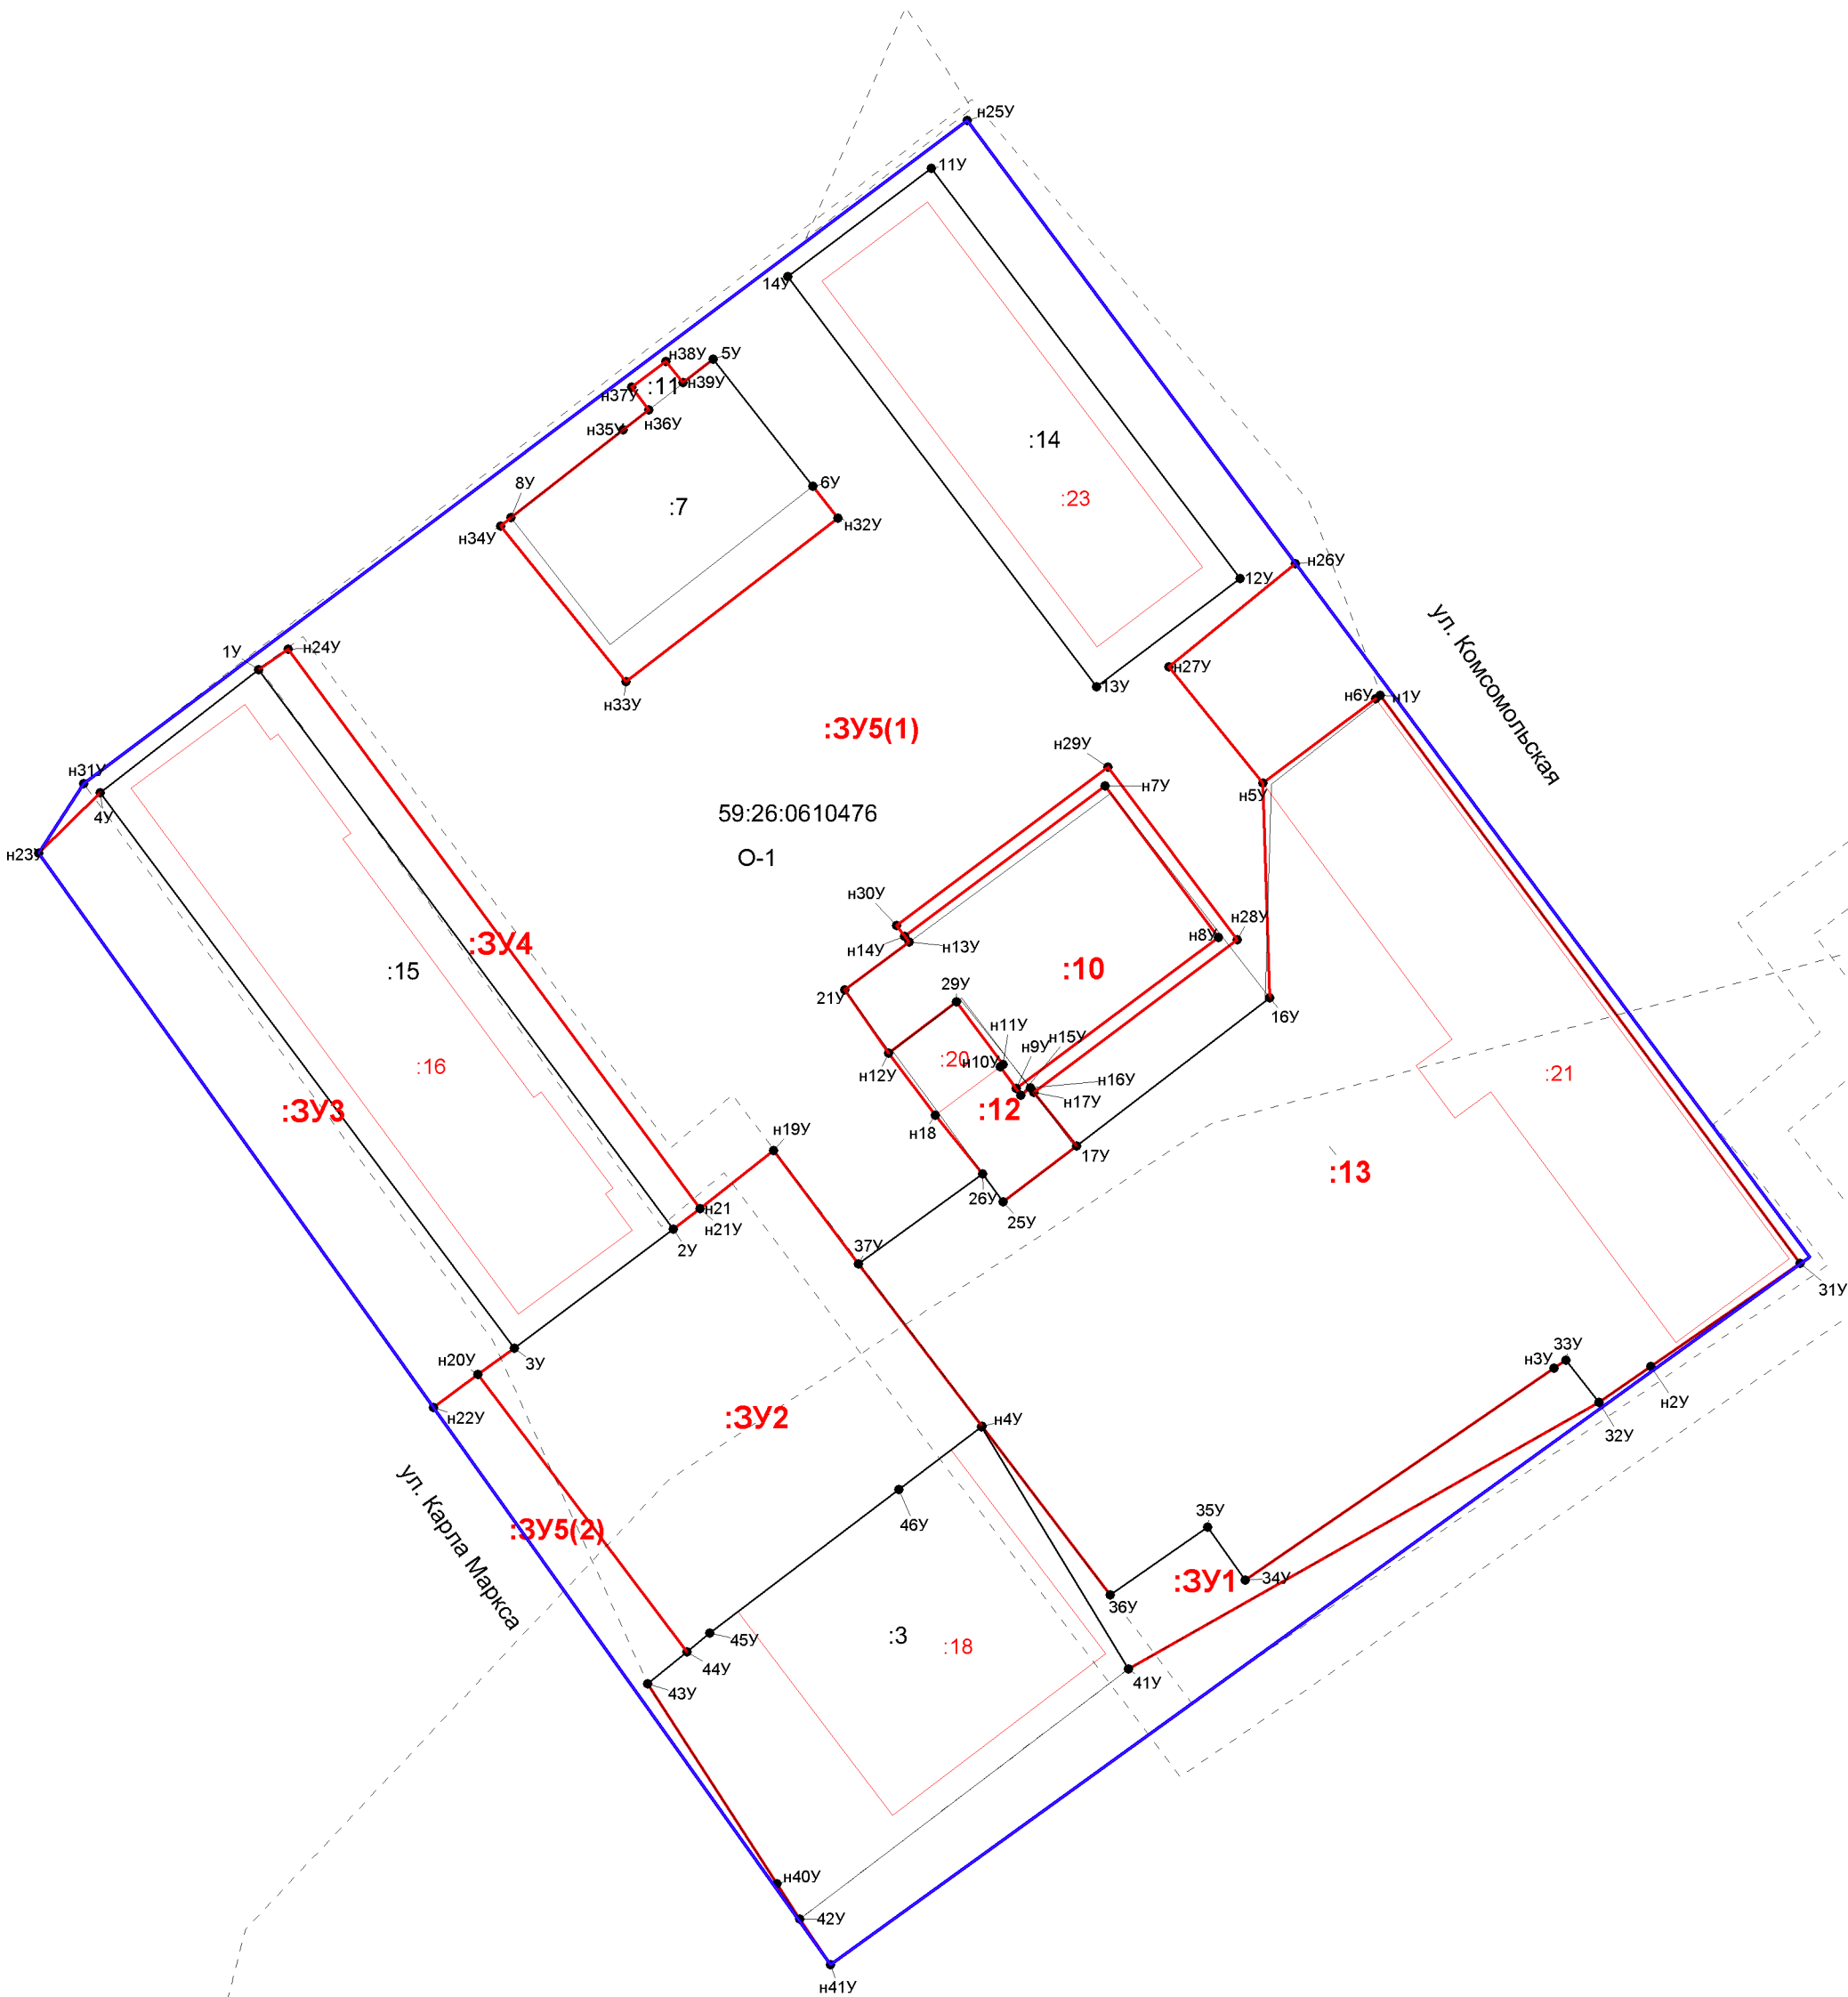 н25У
11У
14У
н38У
5У
:11
н39У
н37У
н36У
н35У
:14
:23
8У
6У
:7
н34У
н32У
н26У
12У
ул. Комсомольская
1У
н24У
н27У
13У
н33У
н6У
н1У
:ЗУ5(1)
н29У
н31У
н7У
н5У
4У
59:26:0610476
н23У
О-1
н30У
н28У
н8У
н14У
н13У
:ЗУ4
:10
:15
29У
21У
16У
н11У
н15У
н9У
:20
н10У
:16
н12У
н16У
:21
н17У
:ЗУ3
:12
н18
н19У
17У
:13
26У
н21
25У
н21У
37У
2У
31У
33У
н3У
н20У
3У
н2У
н22У
:ЗУ2
н4У
32У
ул. Карла Маркса
46У
35У
:ЗУ5(2)
34У
:ЗУ1
36У
:3
:18
45У
44У
41У
43У
н40У
42У
н41У